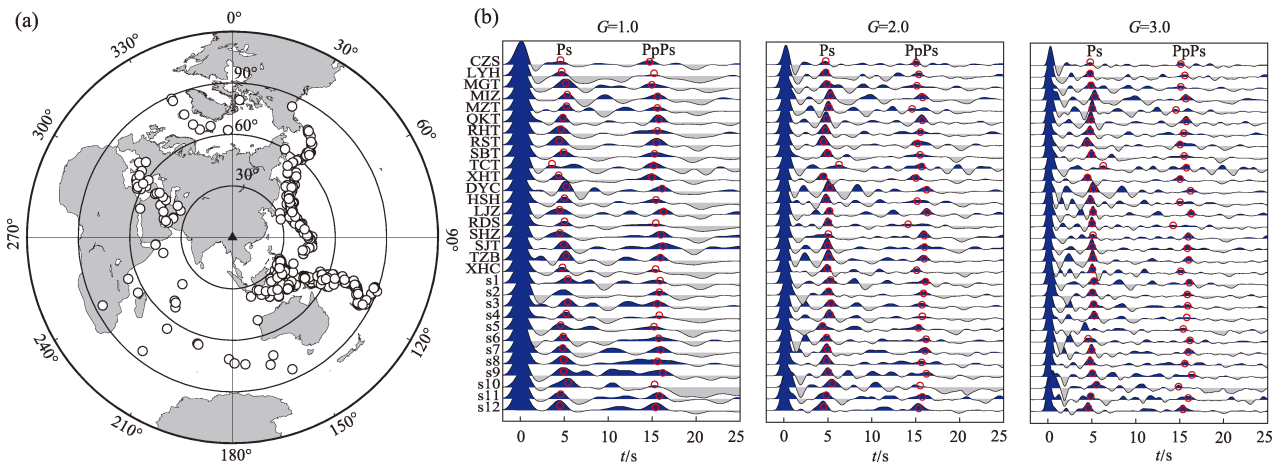 (a)
0°
30°
60°
90°
120°
150°
180°
210°
240°
270°
300°
330°
90°
60°
30°
(b)
G=1.0
G=2.0
G=3.0
Ps PpPs
Ps PpPs
Ps PpPs
CZS
LYH
MGT
MIZ
MZT
QKT
RHT
RST
SBT
TCT
XHT
DYC
HSH
LJZ
RDS
SHZ
SJT
TZB
XHC
s1
s2
s3
s4
s5
s6
s7
s8
s9
s10
s11
s12
0 5 10 15 20 25
0 5 10 15 20 25
0 5 10 15 20 25
t/s
t/s
t/s